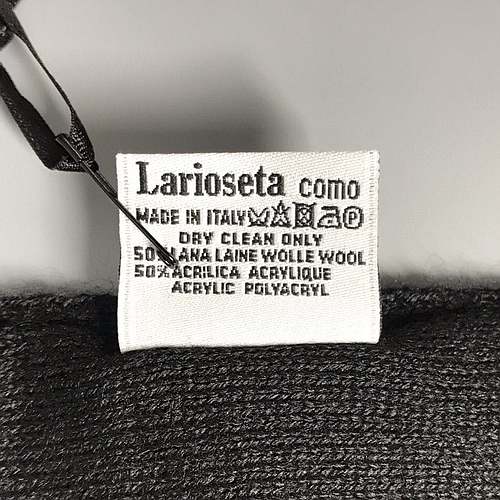 Larioseta como
MADE IN ITALY a P
DRY CLEAN ONLY
50% LANA LAINE WOLLE WOOL
50% ACRILICA ACRYLIQUE
ACRYLIC POLYACRYL